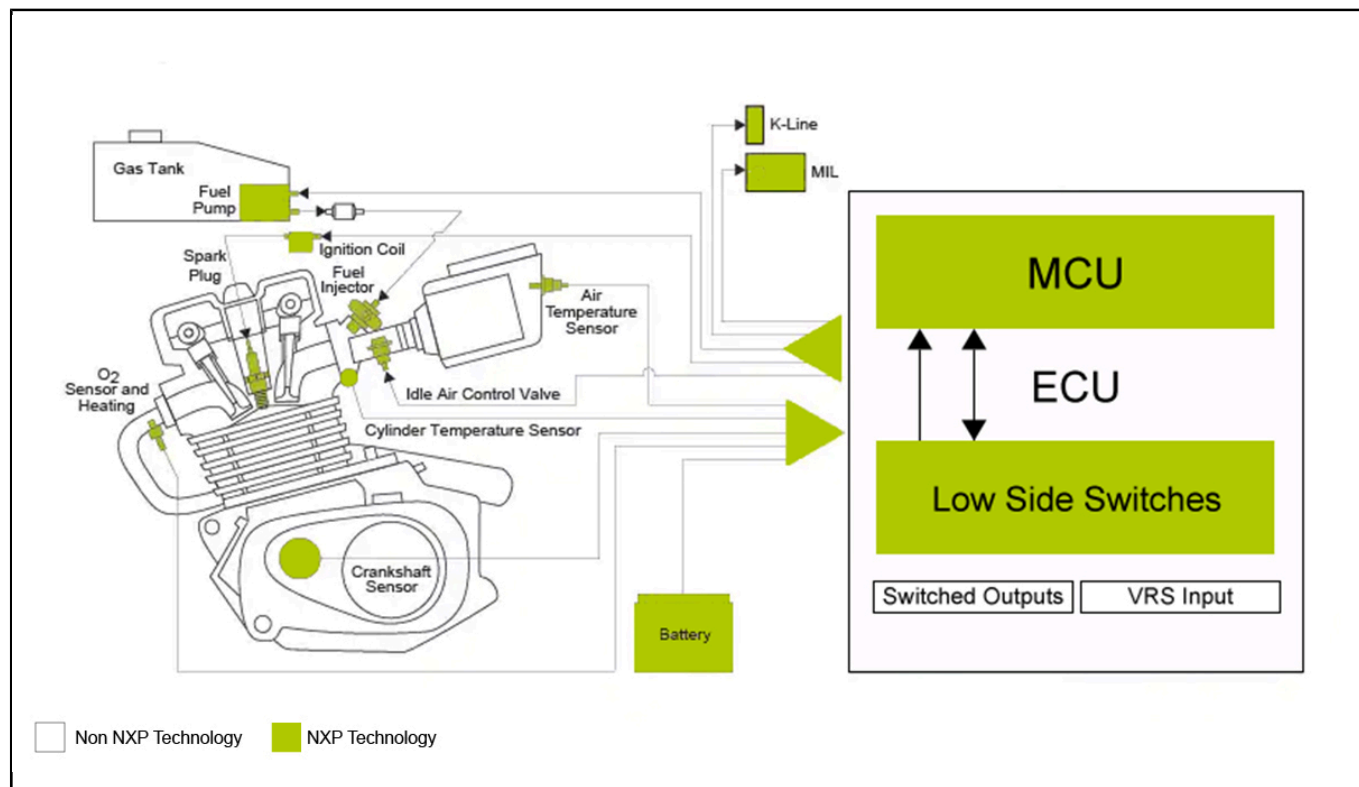 K-Line
MIL
Gas Tank
Fuel
Pump
Ignition Coil
Spark
Plug
Fuel
Injector
Air
Temperature
Sensor
O2
Sensor and
Heating
Idle Air Control Valve
Cylinder Temperature Sensor
Crankshaft
Sensor
Battery
MCU
ECU
Low Side Switches
Switched Outputs
VRS Input
Non NXP Technology
NXP Technology